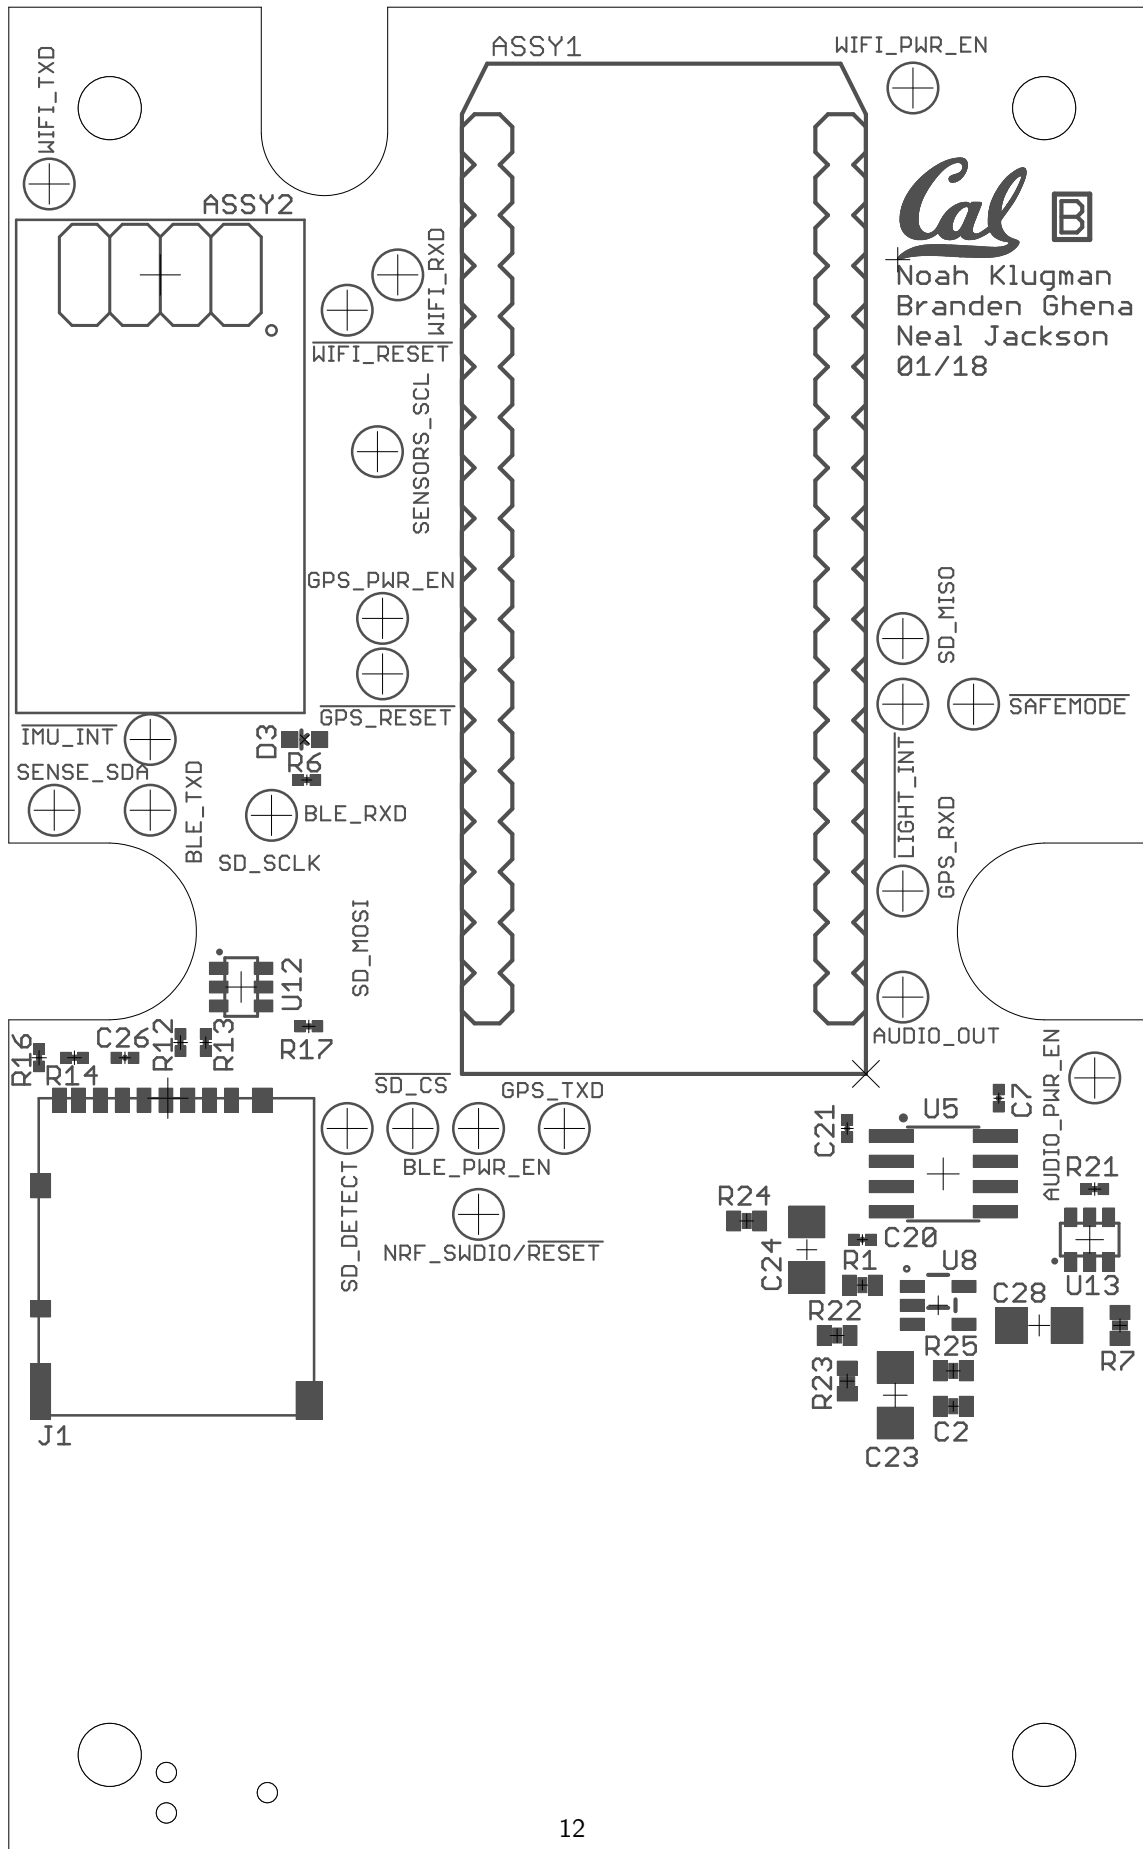 ASSY1
WIFI_PWR_EN
WIFI_TXD
ASSY2
Cal
B
WIFI_RXD
Noah Klugman
Branden Ghena
Neal Jackson
01/18
WIFI_RESET
SENSORS_SCL
GPS_PWR_EN
SD_MISO
GPS_RESET
SAFEMODE
IMU_INT
D3
R6
SENSE_SDA
BLE_TXD
BLE_RXD
LIGHT_INT
GPS_RXD
SD_SCLK
SD_MOSI
U12
AUDIO_OUT
R16
R14
C26
R12
R13
R17
SD_CS
GPS_TXD
AUDIO_PWR_EN
C7
C21
U5
BLE_PWR_EN
R21
SD_DETECT
R24
NRF_SWDIO/RESET
C24
C20
R1
U8
U13
C28
R22
R25
R7
R23
C2
C23
J1
12